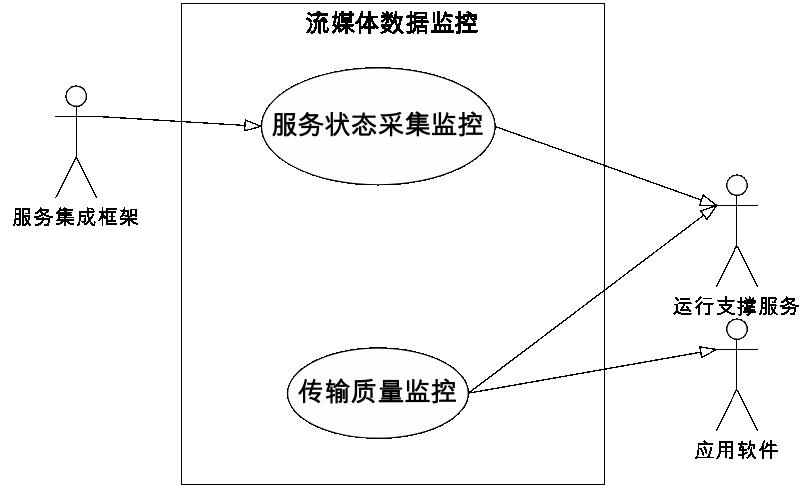 流媒体数据监控
服务状态采集监控
服务集成框架
运行支撑服务
传输质量监控
应用软件